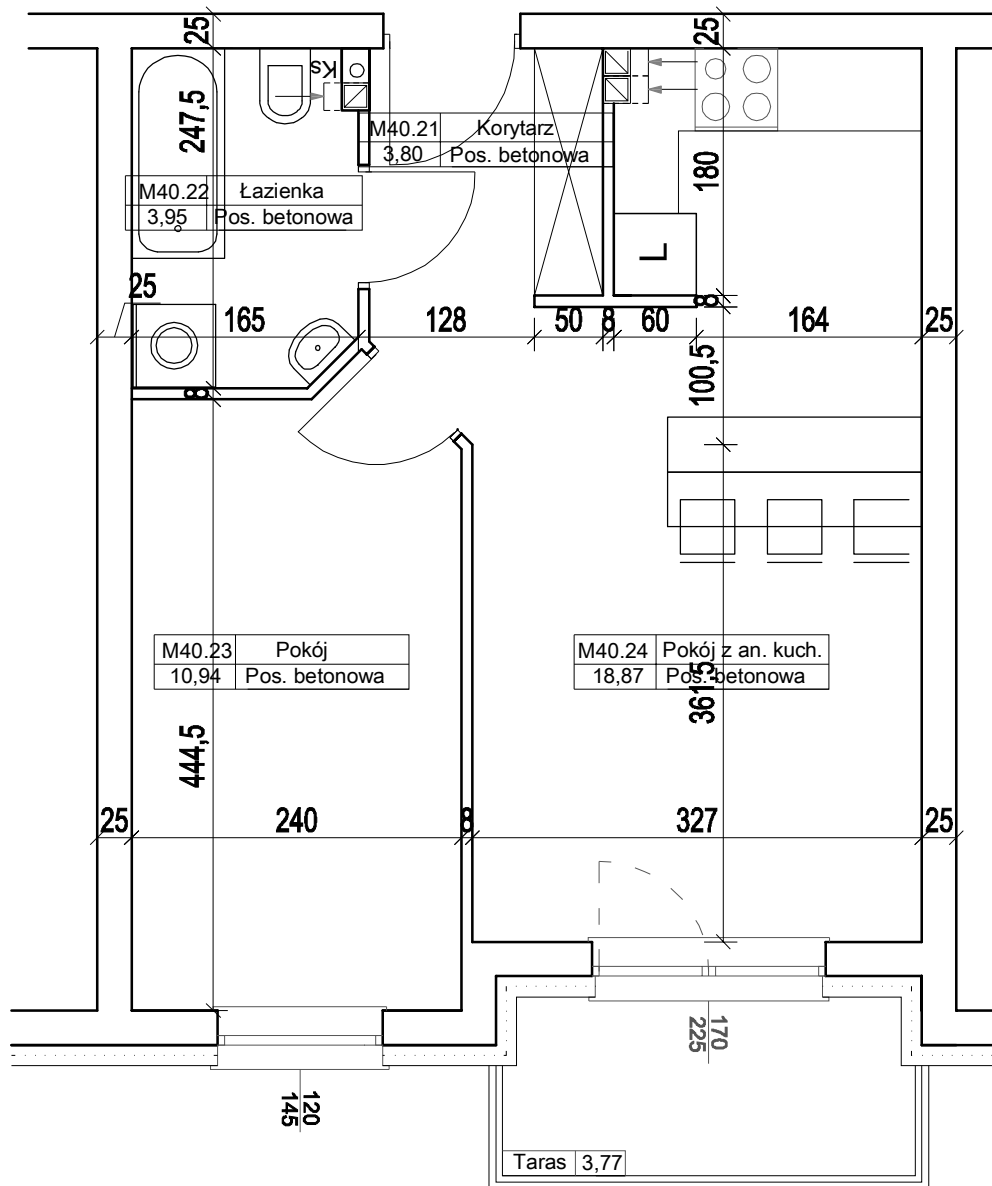 25
25
247,5
Ks
M40.21 Korytarz
3,80 Pos. betonowa
180
M40.22 Łazienka
3,95 Pos. betonowa
L
25
8
165
128
50
8
60
164
25
100,5
8
M40.23 Pokój
10,94 Pos. betonowa
M40.24 Pokój z an. kuch.
18,87 Pos. betonowa
361,5
444,5
25
240
8
327
25
170
225
120
145
Taras 3,77